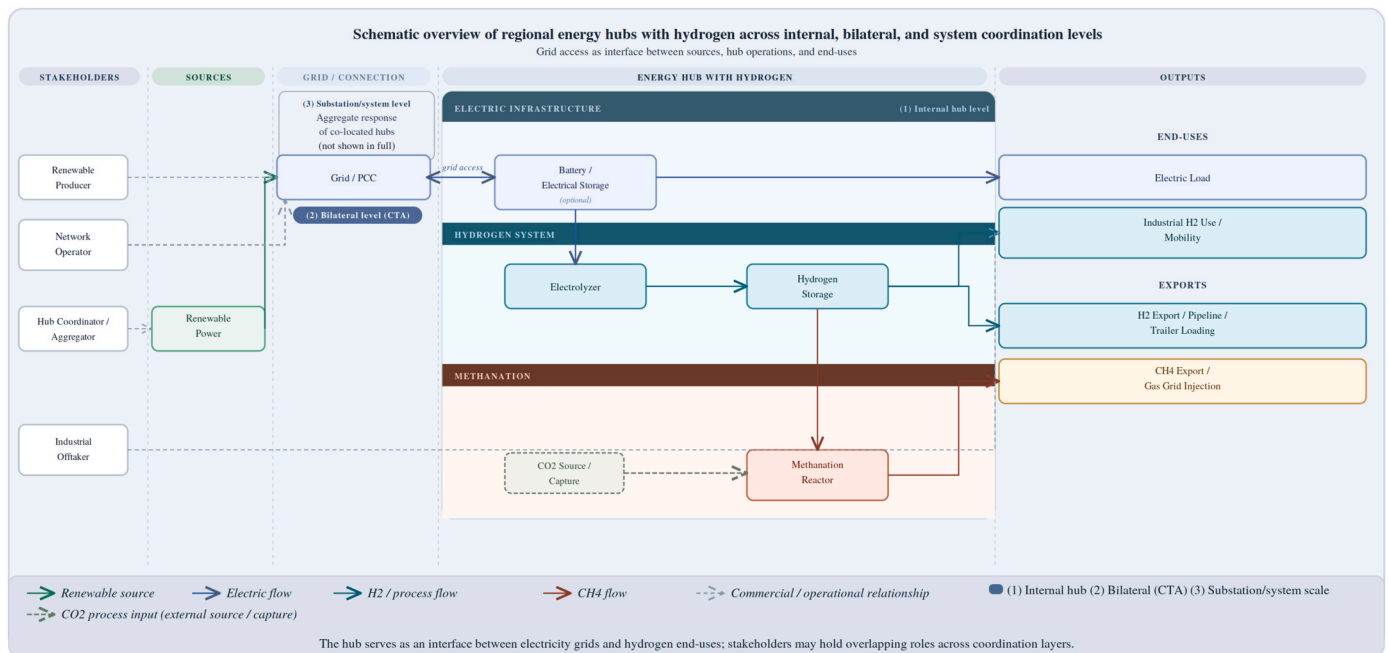 Schematic overview of regional energy hubs with hydrogen across internal, bilateral, and system coordination levels
Grid access as interface between sources, hub operations, and end-uses
STAKEHOLDERS
SOURCES
GRID / CONNECTION
ENERGY HUB WITH HYDROGEN
OUTPUTS
(3) Substation/system level
Aggregate response
of co-located hubs
(not shown in full)
ELECTRIC INFRASTRUCTURE
(1) Internal hub level
END-USES
Renewable
Producer
Grid / PCC
grid access
Battery /
Electrical Storage
(optional)
Electric Load
(2) Bilateral level (CTA)
Network
Operator
HYDROGEN SYSTEM
Industrial H2 Use /
Mobility
Electrolyzer
Hydrogen
Storage
EXPORTS
Hub Coordinator /
Aggregator
Renewable
Power
H2 Export / Pipeline /
Trailer Loading
METHANATION
CH4 Export /
Gas Grid Injection
Industrial
Offtaker
CO2 Source /
Capture
Methanation
Reactor
Renewable source
Electric flow
H2 / process flow
CH4 flow
Commercial / operational relationship
(1) Internal hub (2) Bilateral (CTA) (3) Substation/system scale
CO2 process input (external source / capture)
The hub serves as an interface between electricity grids and hydrogen end-uses; stakeholders may hold overlapping roles across coordination layers.